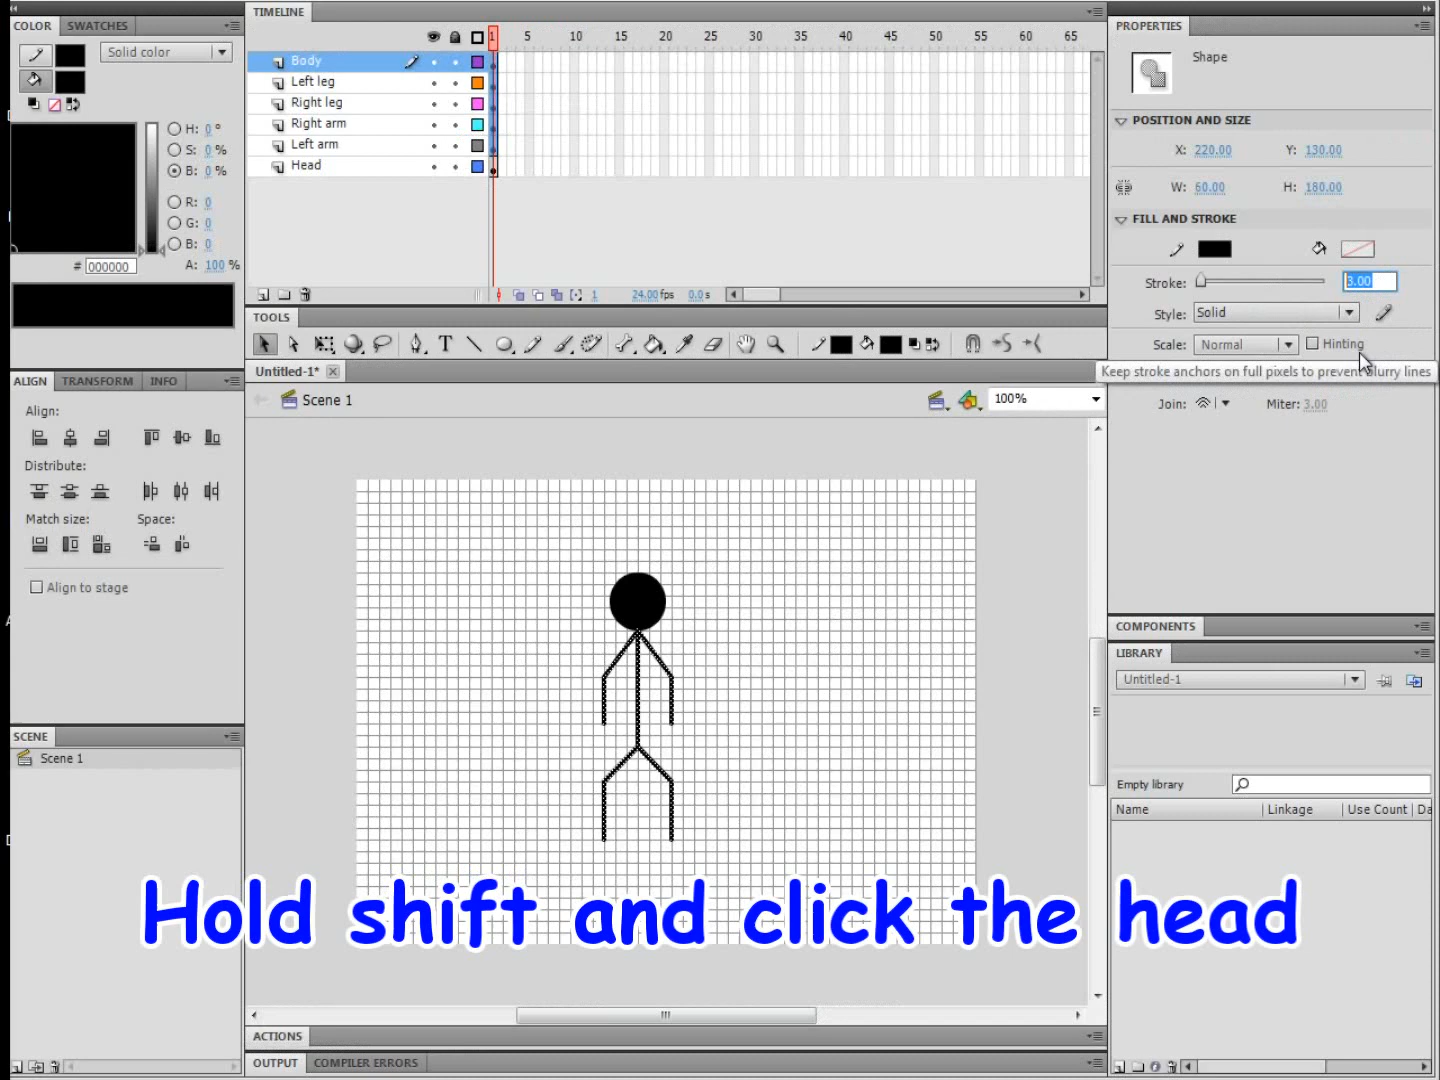 COLOR SWATCHES
Solid color
H: 0 °
S: 0 %
B: 0 %
R: 0
G: 0
B: 0
# 000000
A: 100 %
ALIGN TRANSFORM INFO
Align:
Distribute:
Match size: Space:
Align to stage
SCENE
Scene 1
TIMELINE
1 5 10 15 20 25 30 35 40 45 50 55 60 65
Body
Left leg
Right leg
Right arm
Left arm
Head
1 24.00 fps 0.0 s
TOOLS
T
Untitled-1*
Scene 1
100%
Hold shift and click the head
ACTIONS
OUTPUT COMPILER ERRORS
PROPERTIES
Shape
POSITION AND SIZE
X: 220.00 Y: 130.00
W: 60.00 H: 180.00
FILL AND STROKE
Stroke: 3.00
Style: Solid
Scale: Normal Hinting
Keep stroke anchors on full pixels to prevent blurry lines
Join: Miter: 3.00
COMPONENTS
LIBRARY
Untitled-1
Empty library
Name Linkage Use Count Da